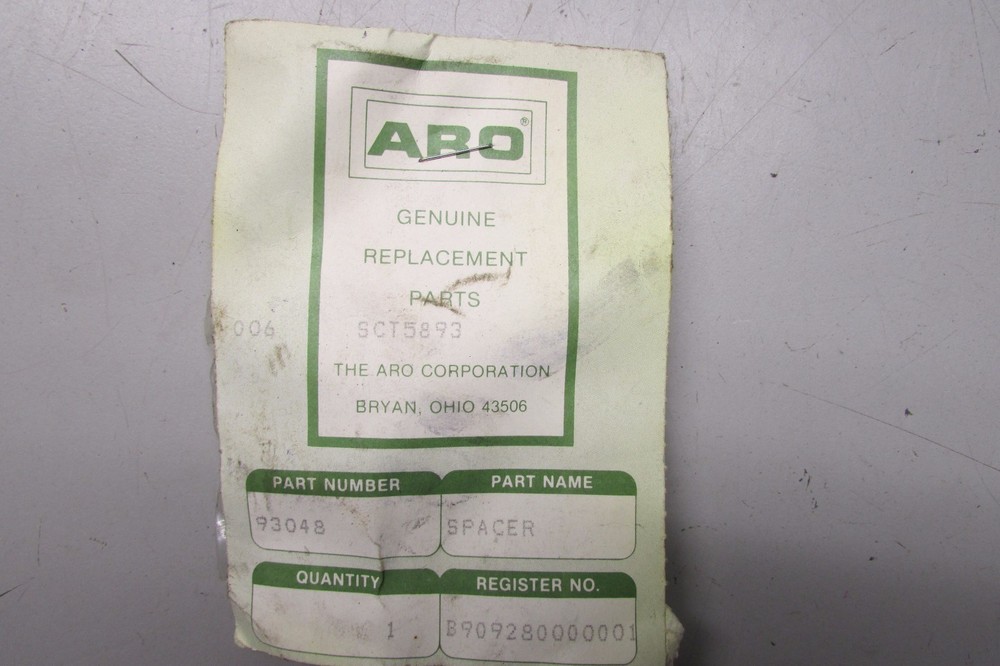 ARO®
GENUINE
REPLACEMENT
PARTS
006 SCT5893
THE ARO CORPORATION
BRYAN, OHIO 43506
PART NUMBER PART NAME
93048 SPACER
QUANTITY REGISTER NO.
1 . B909280000001